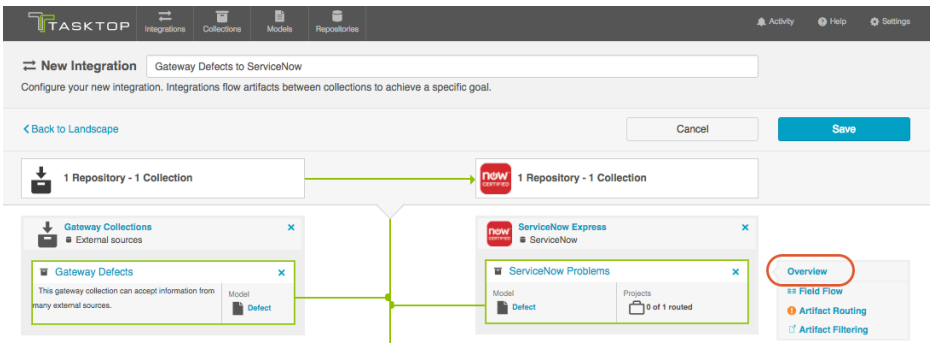 TASKTOP
Integrations
Collections
Models
Repositories
Activity
Help
Settings
New Integration
Gateway Defects to ServiceNow
Configure your new integration. Integrations flow artifacts between collections to achieve a specific goal.
Back to Landscape
Cancel
Save
1 Repository - 1 Collection
now
CERTIFIED
1 Repository - 1 Collection
Gateway Collections
External sources
Gateway Defects
This gateway collection can accept information from
many external sources.
Model
Defect
now
CERTIFIED
ServiceNow Express
ServiceNow
ServiceNow Problems
Model
Defect
Projects
0 of 1 routed
Overview
Field Flow
Artifact Routing
Artifact Filtering